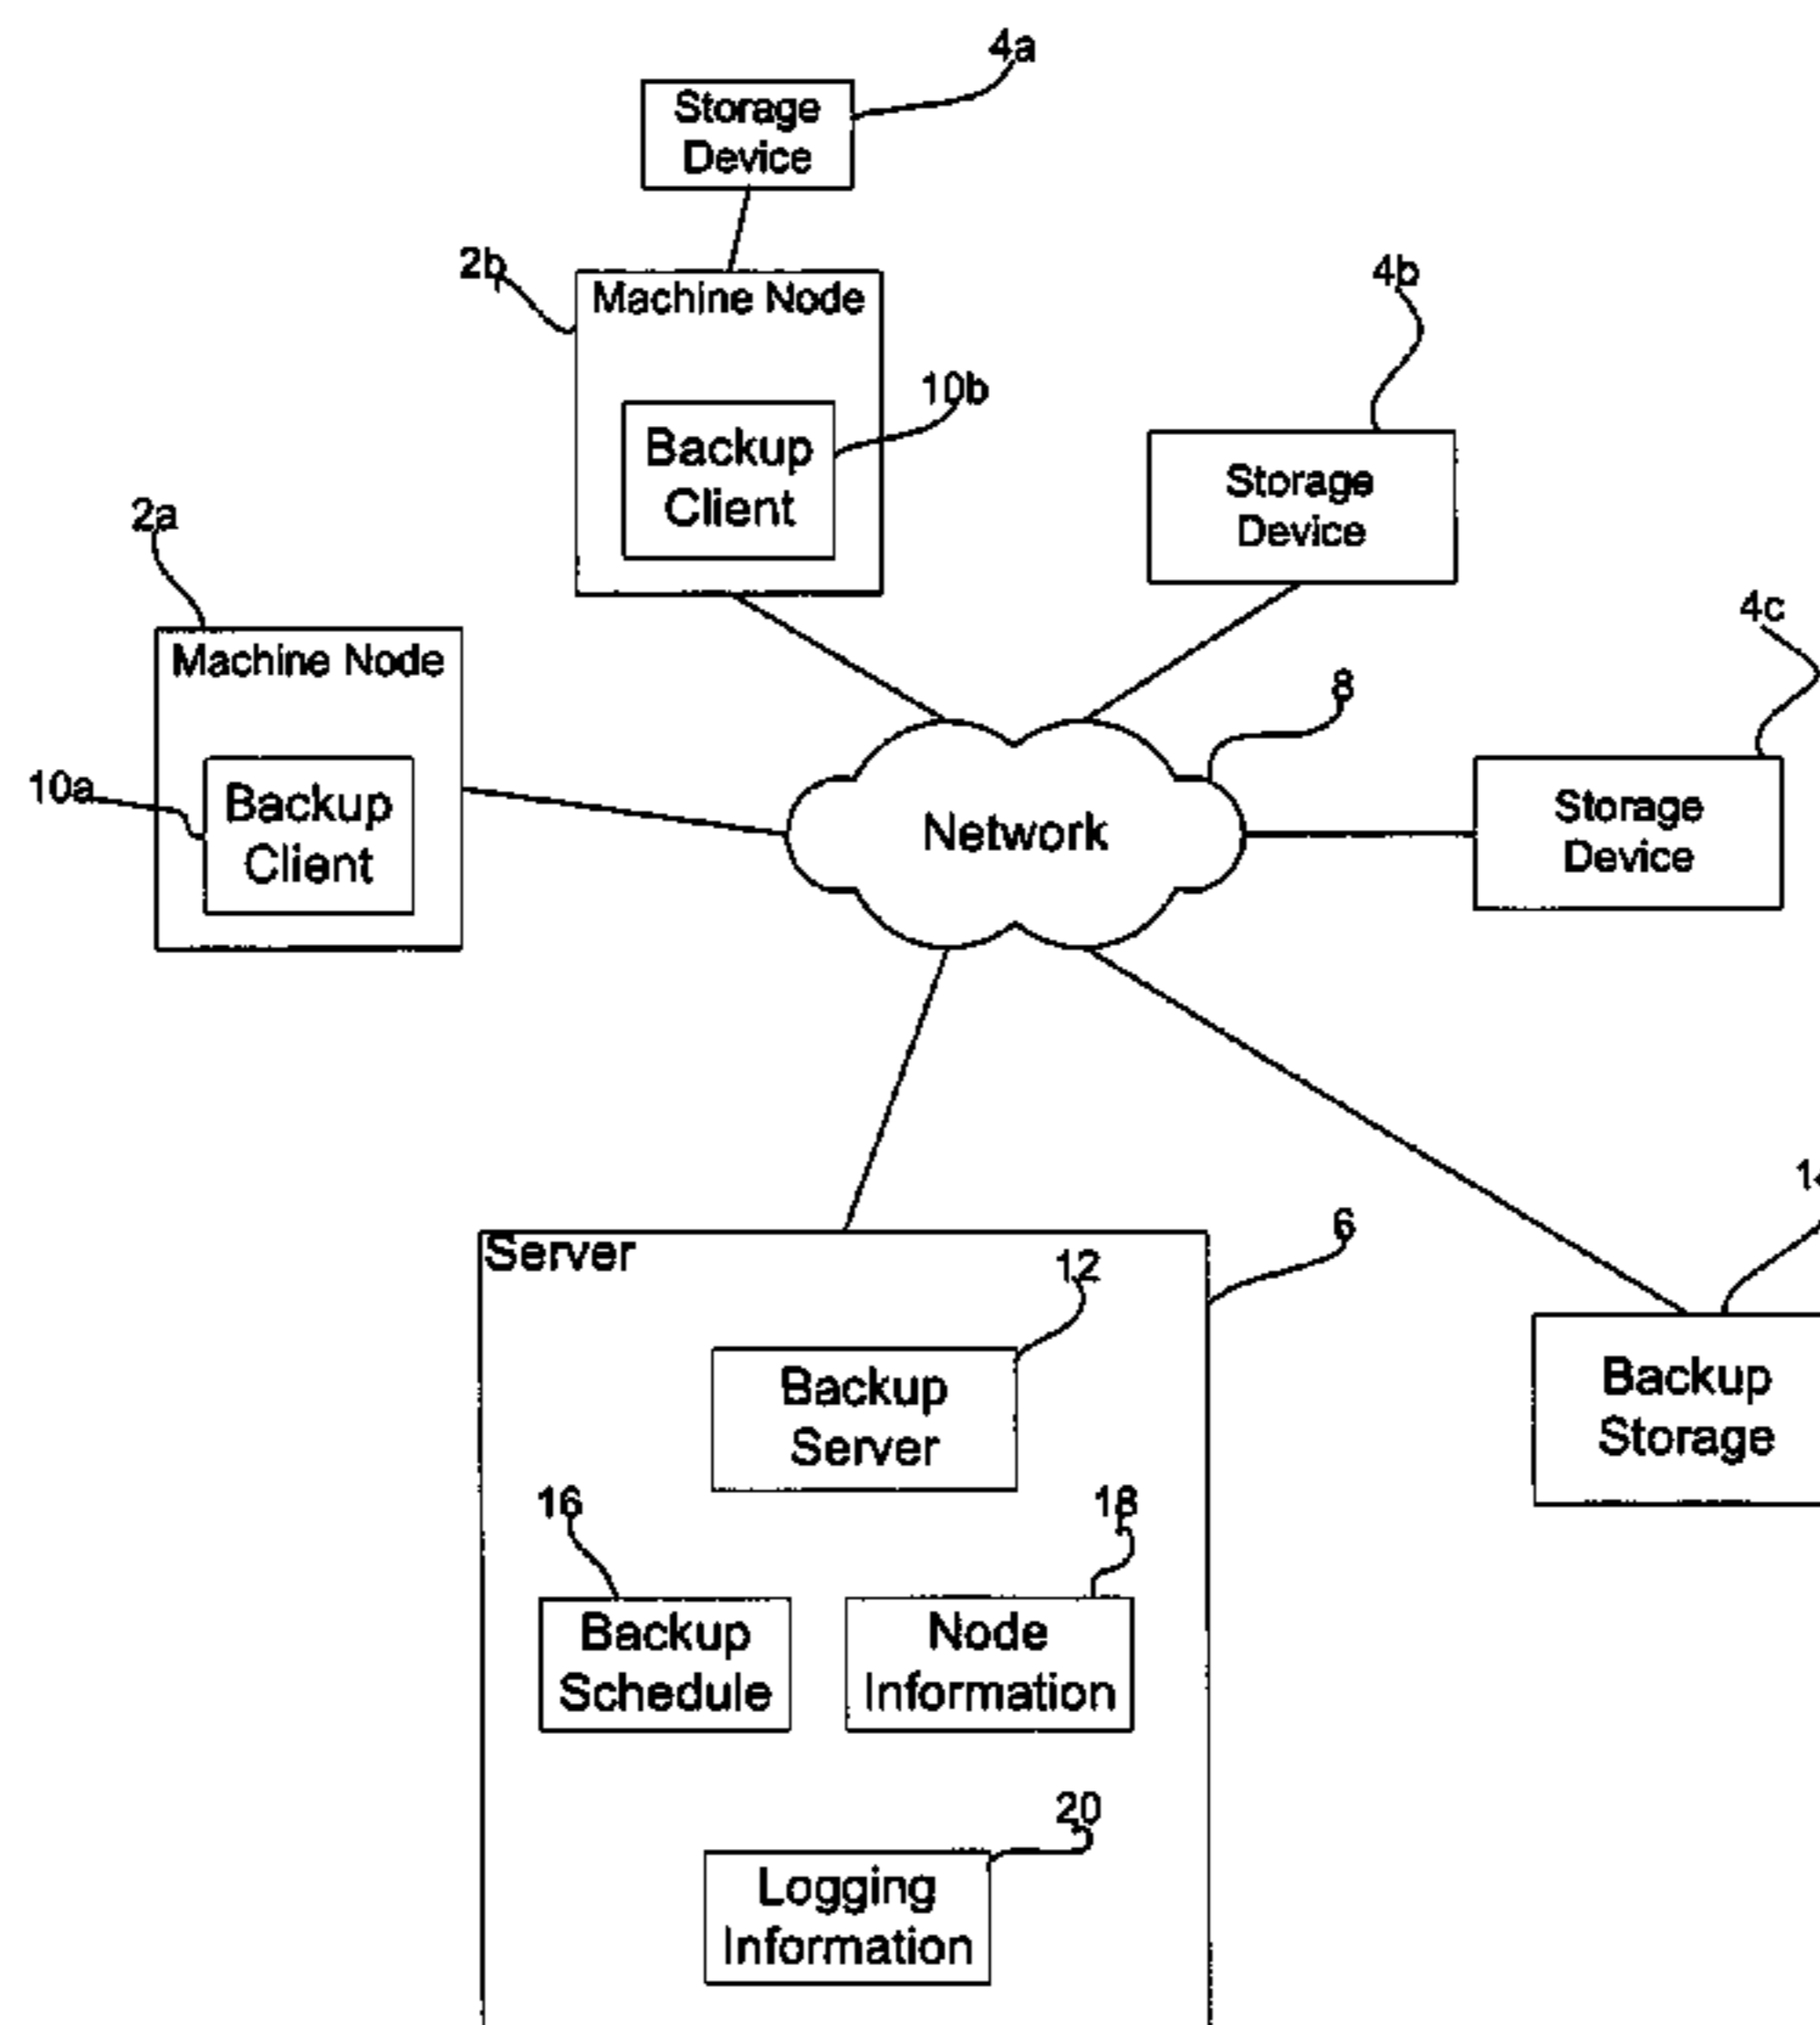 4a
Storage
Device
2b
Machine Node
4b
10b
Backup
Client
Storage
Device
2a
Machine Node
4c
8
10a
Backup
Client
Network
Storage
Device
6
Server
12
Backup
Server
Backup
Storage
16
18
Backup
Schedule
Node
Information
20
Logging
Information